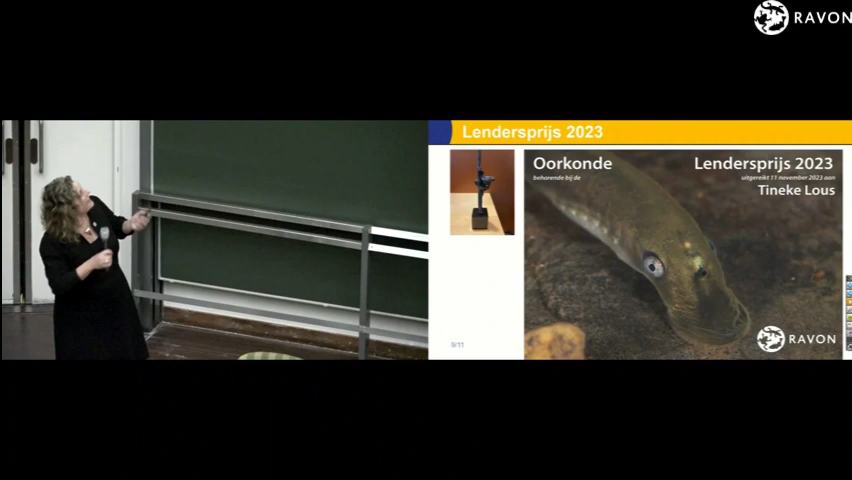 RAVON
Lendersprijs 2023
Oorkonde
behorende bij de
Lendersprijs 2023
uitgereikt 11 november 2023 aan
Tineke Lous
RAVON
9/11